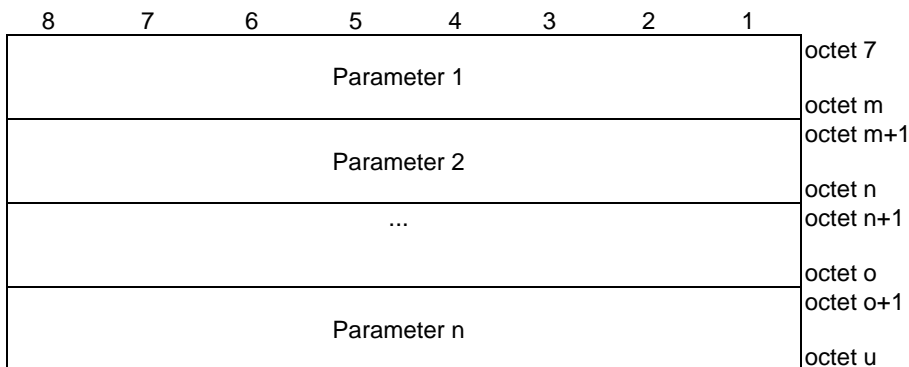 8 7 6 5 4 3 2 1
octet 7
Parameter 1
octet m
octet m+1
Parameter 2
octet n
... octet n+1
octet o
octet o+1
Parameter n
octet u